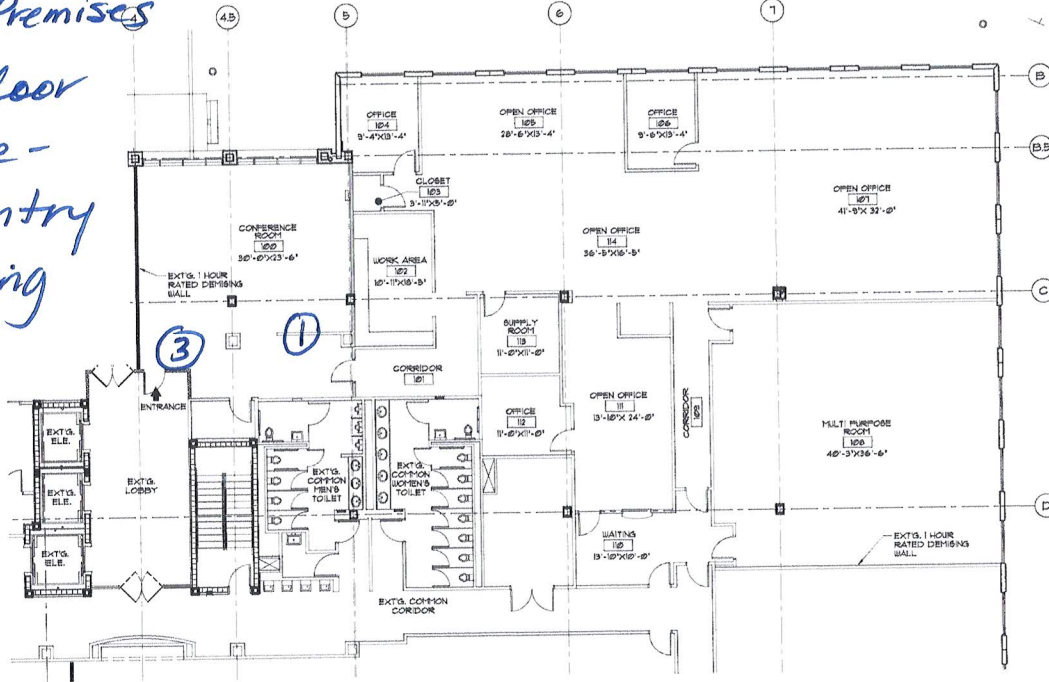 Premises
4
4.5
5
6
7
B
B.5
C
D
OFFICE
104
9'-4"X13'-4"
OPEN OFFICE
105
28'-6"X13'-4"
OFFICE
106
9'-6"X13'-4"
CLOSET
103
3'-11"X5'-0"
OPEN OFFICE
107
41'-9"X 32'-0"
CONFERENCE
ROOM
100
30'-0"X23'-6"
OPEN OFFICE
114
36'-5"X16'-5"
WORK AREA
102
10'-11"X18'-5"
EXT'G. 1 HOUR
RATED DEMISING
WALL
SUPPLY
ROOM
113
11'-0"X11'-0"
3
1
CORRIDOR
101
ENTRANCE
OPEN OFFICE
111
13'-10"X 24'-0"
OFFICE
112
11'-0"X11'-0"
CORRIDOR
109
MULTI PURPOSE
ROOM
108
40'-3"X36'-6"
EXT'G.
ELE.
EXT'G.
ELE.
EXT'G.
ELE.
EXT'G.
LOBBY
EXT'G.
COMMON
MEN'S
TOILET
EXT'G.
COMMON
WOMEN'S
TOILET
WAITING
110
13'-10"X10'-0"
EXT'G. 1 HOUR
RATED DEMISING
WALL
EXT'G. COMMON
CORIDOR